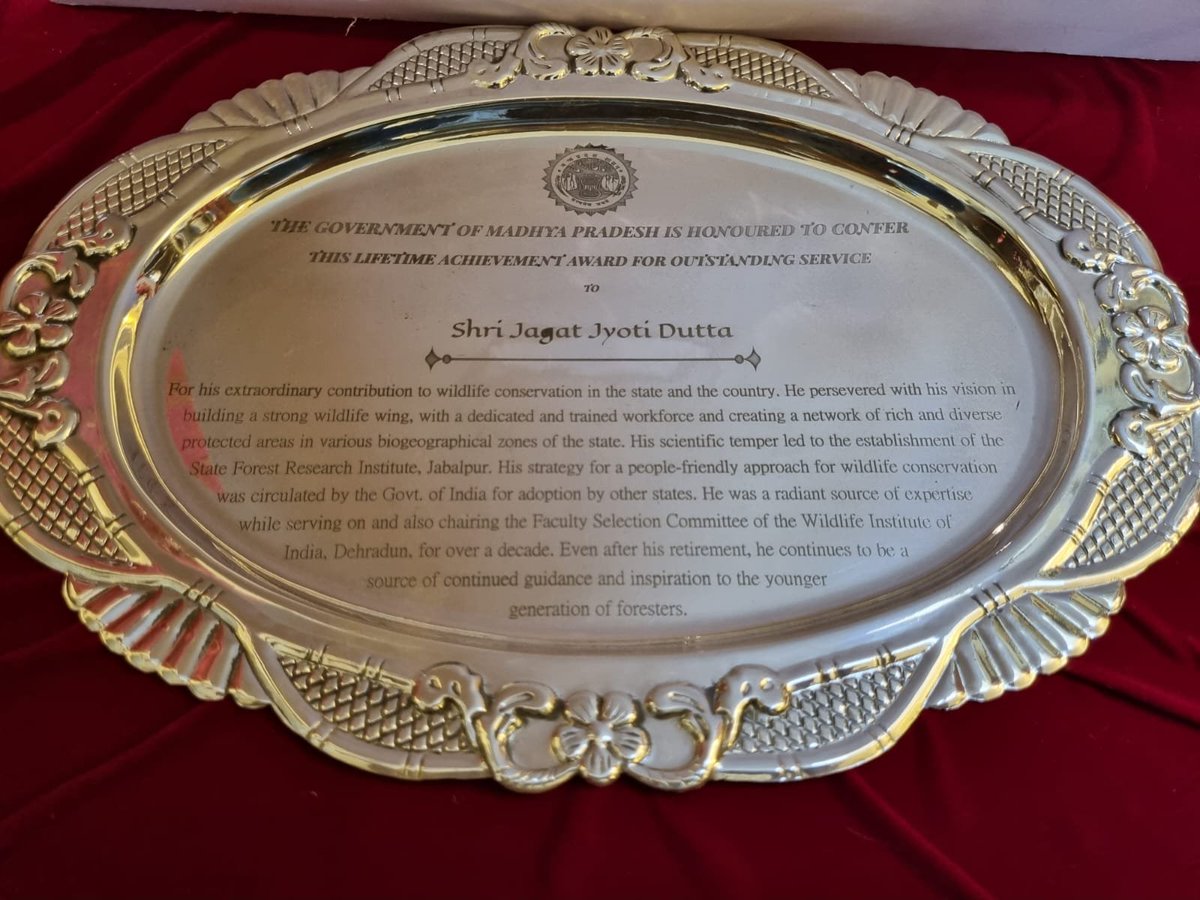 THE GOVERNMENT OF MADHYA PRADESH IS HONOURED TO CONFER
THIS LIFETIME ACHIEVEMENT AWARD FOR OUTSTANDING SERVICE
TO
Shri Jagat Jyoti Dutta
For his extraordinary contribution to wildlife conservation in the state and the country. He persevered with his vision in
building a strong wildlife wing, with a dedicated and trained workforce and creating a network of rich and diverse
protected areas in various biogeographical zones of the state. His scientific temper led to the establishment of the
State Forest Research Institute, Jabalpur. His strategy for a people-friendly approach for wildlife conservation
was circulated by the Govt. of India for adoption by other states. He was a radiant source of expertise
while serving on and also chairing the Faculty Selection Committee of the Wildlife Institute of
India, Dehradun, for over a decade. Even after his retirement, he continues to be a
source of continued guidance and inspiration to the younger
generation of foresters.